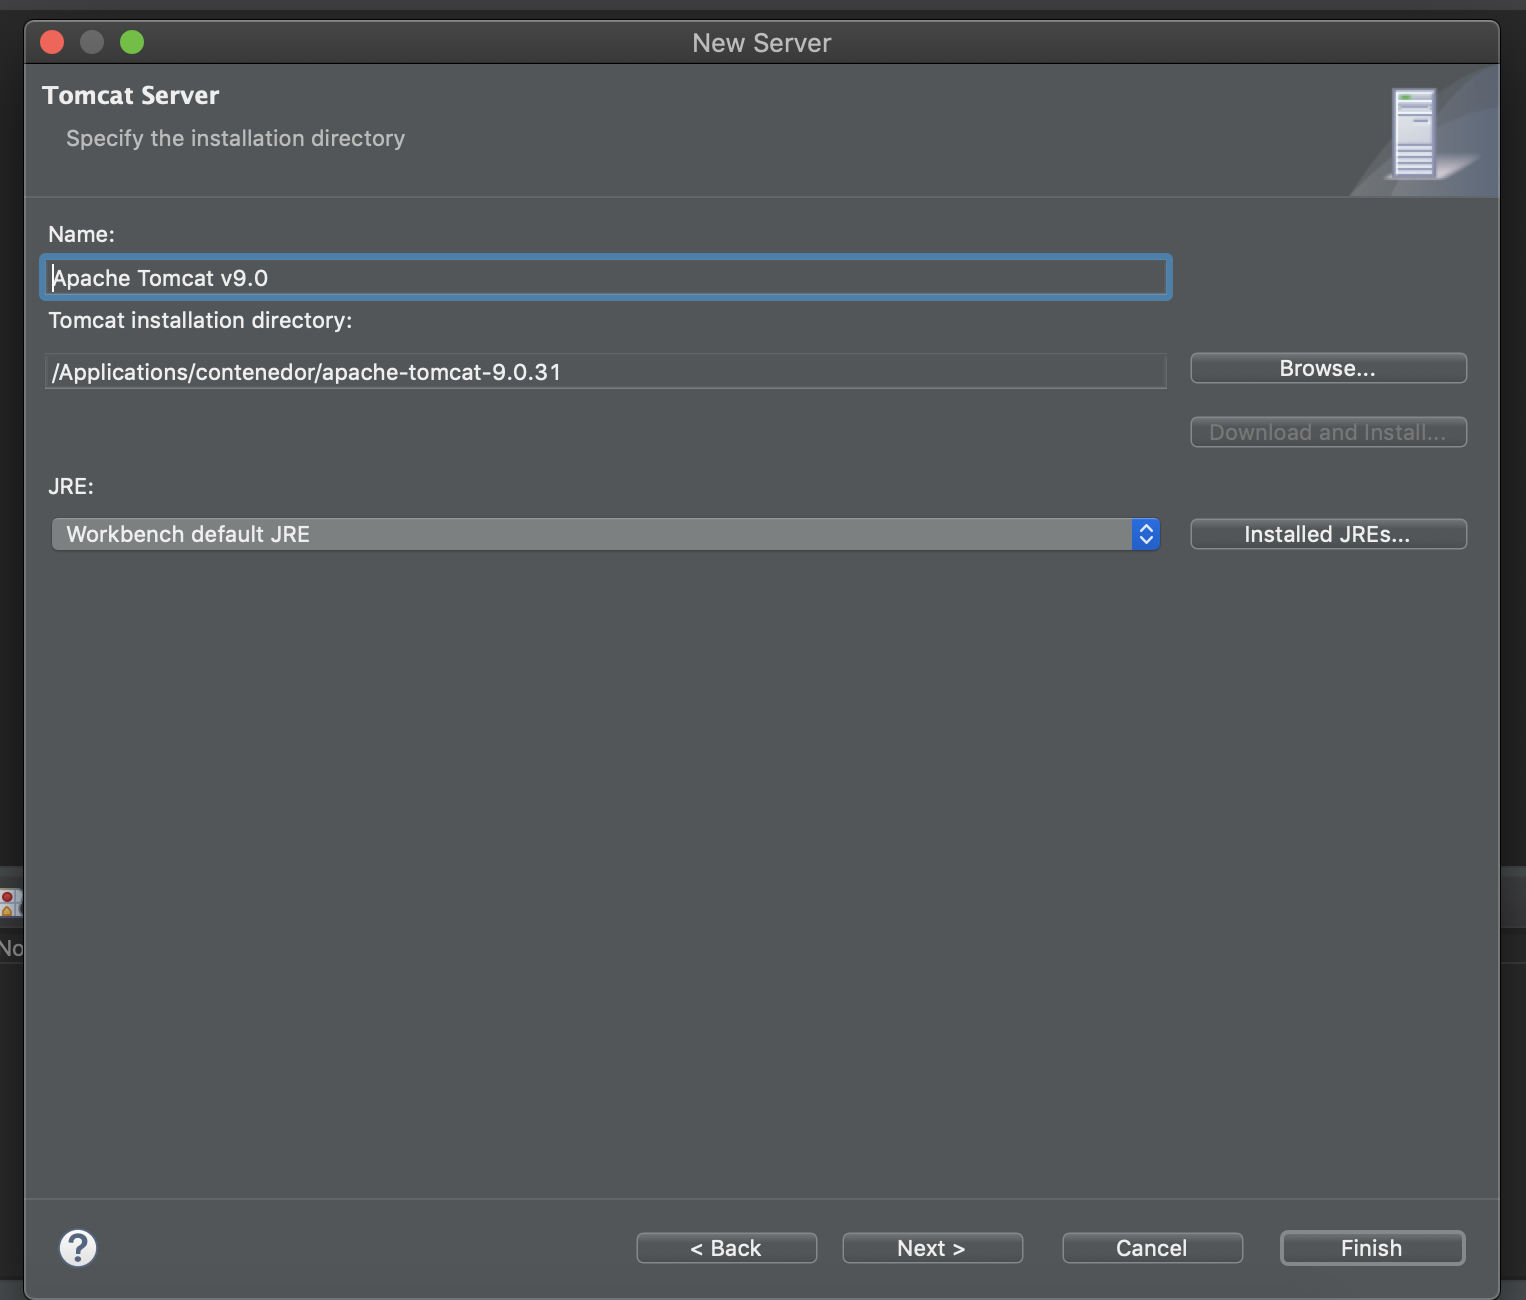 New Server
Tomcat Server
Specify the installation directory
Name:
Apache Tomcat v9.0
Tomcat installation directory:
/Applications/contenedor/apache-tomcat-9.0.31
Browse...
Download and Install...
JRE:
Workbench default JRE
Installed JREs...
No
?
< Back
Next >
Cancel
Finish